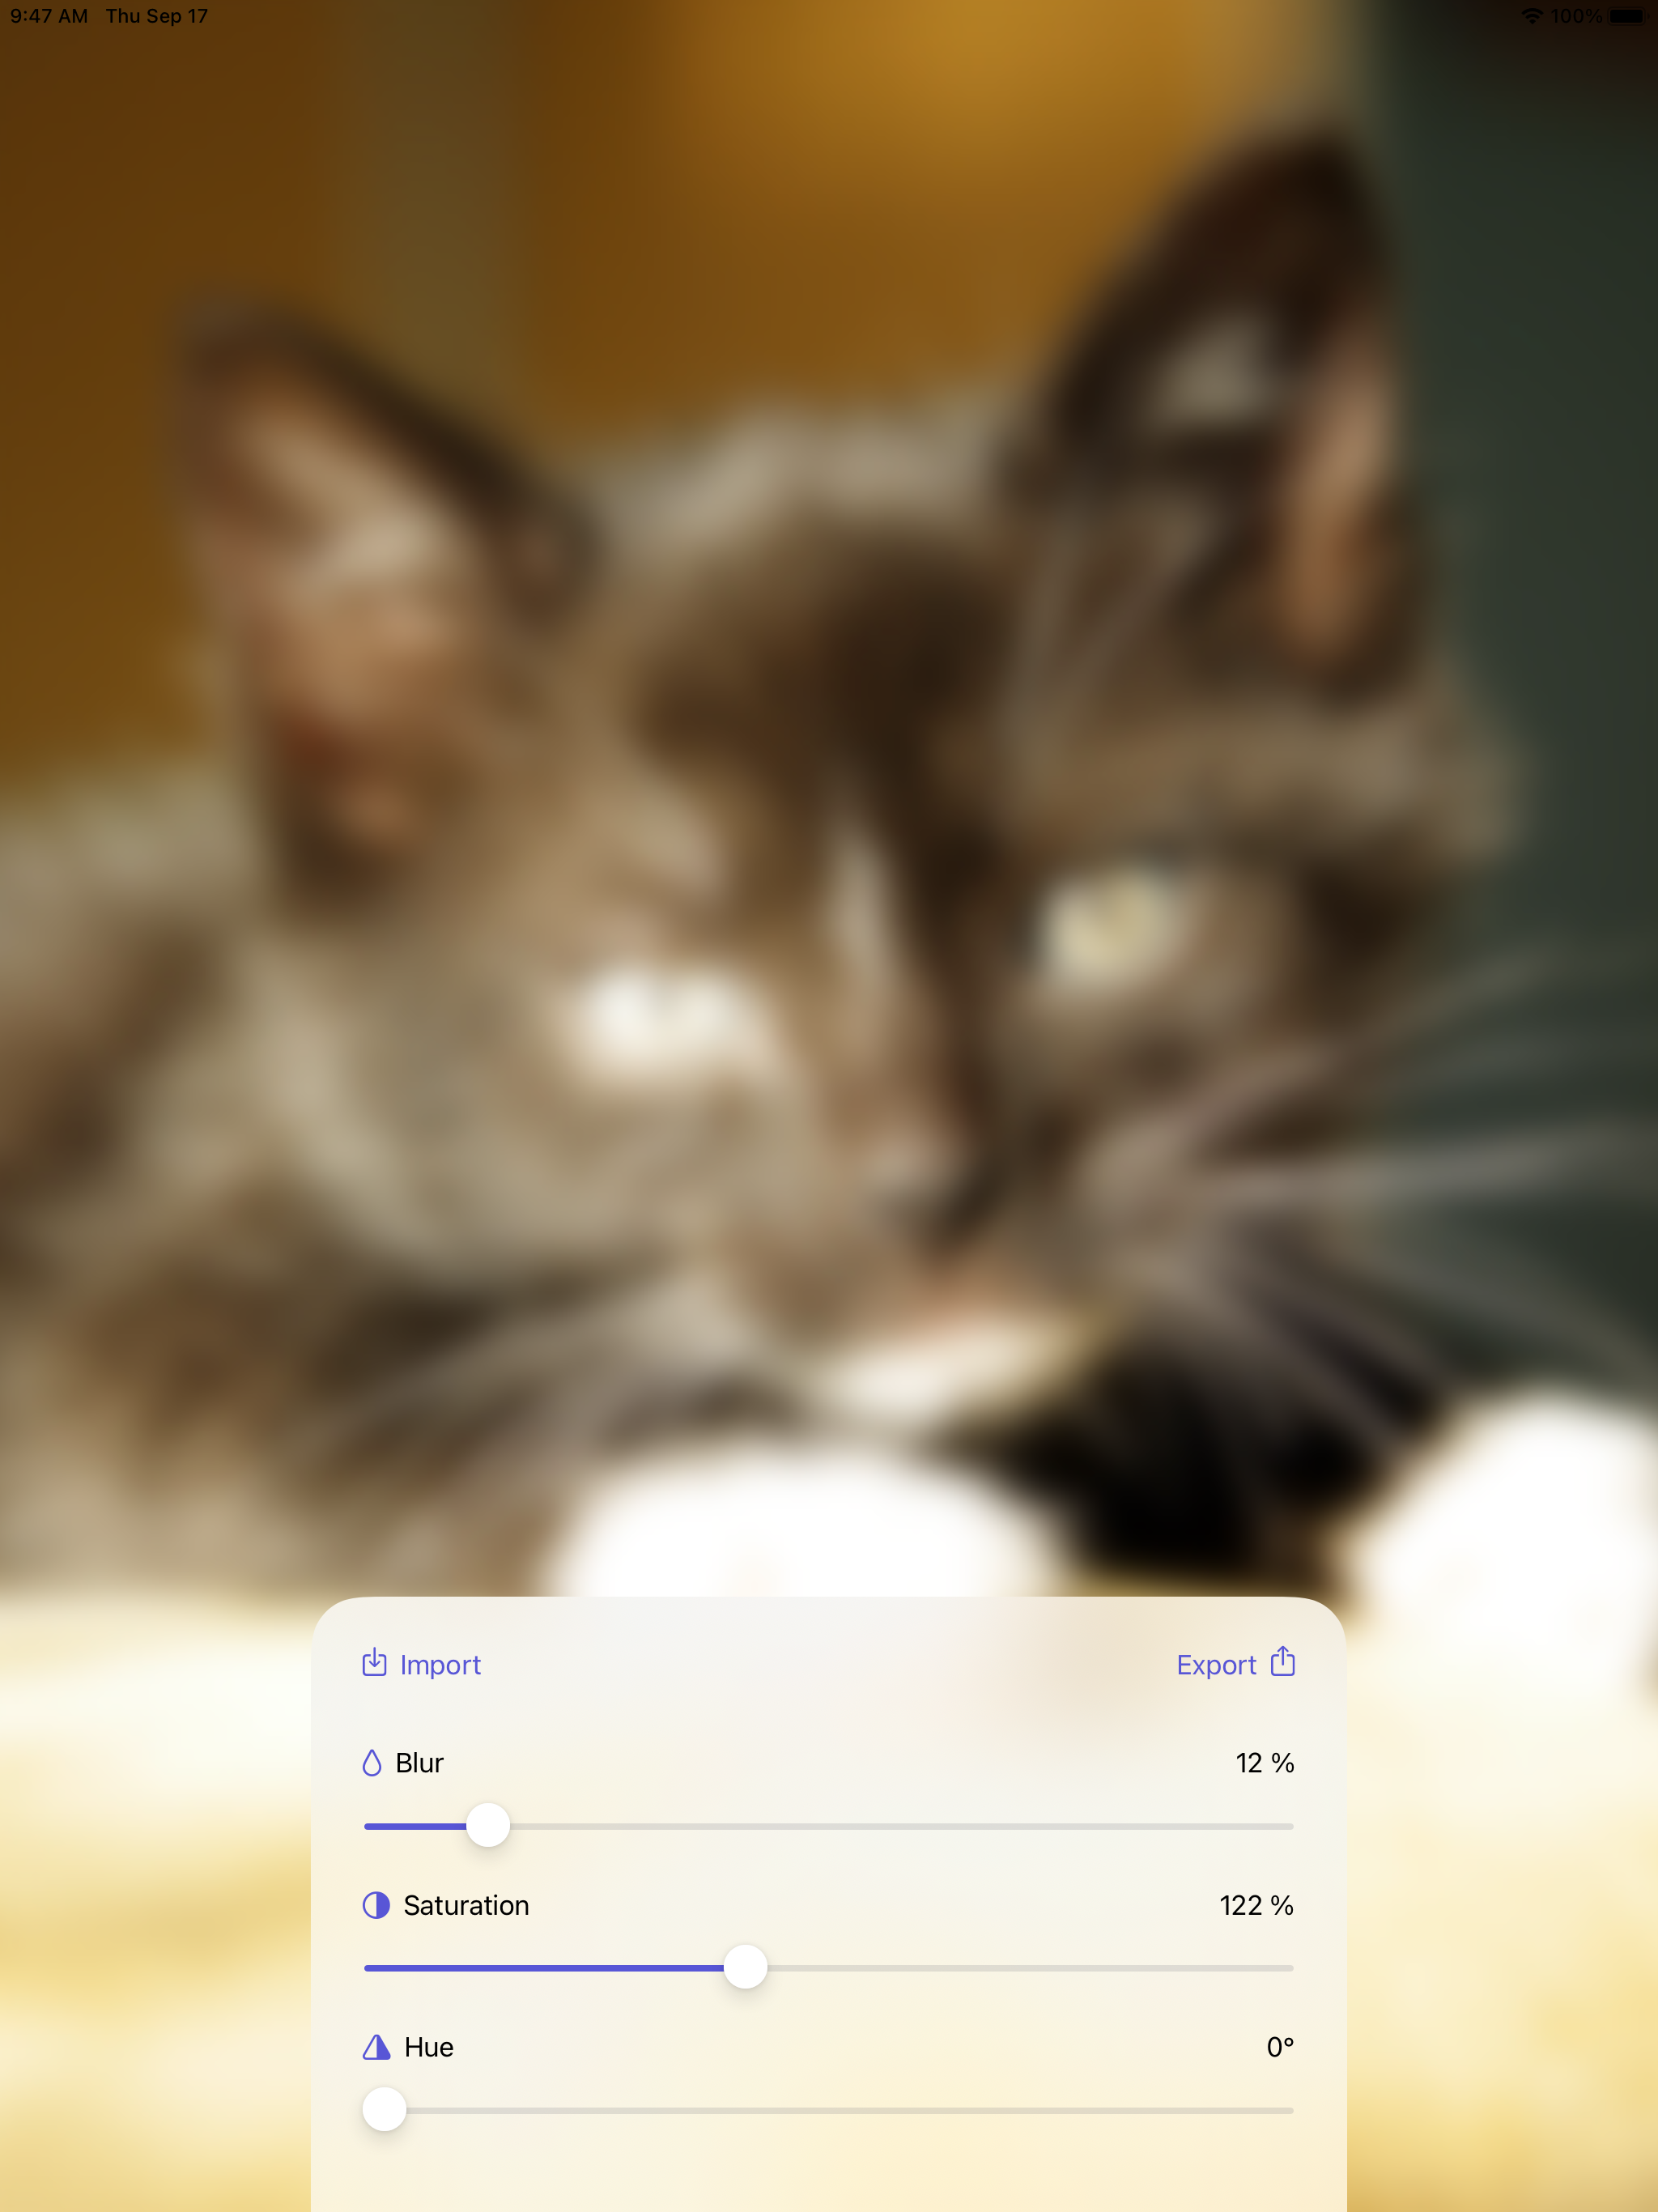 9:47 AM Thu Sep 17 100%
Import Export
Blur 12 %
Saturation 122 %
Hue 0°